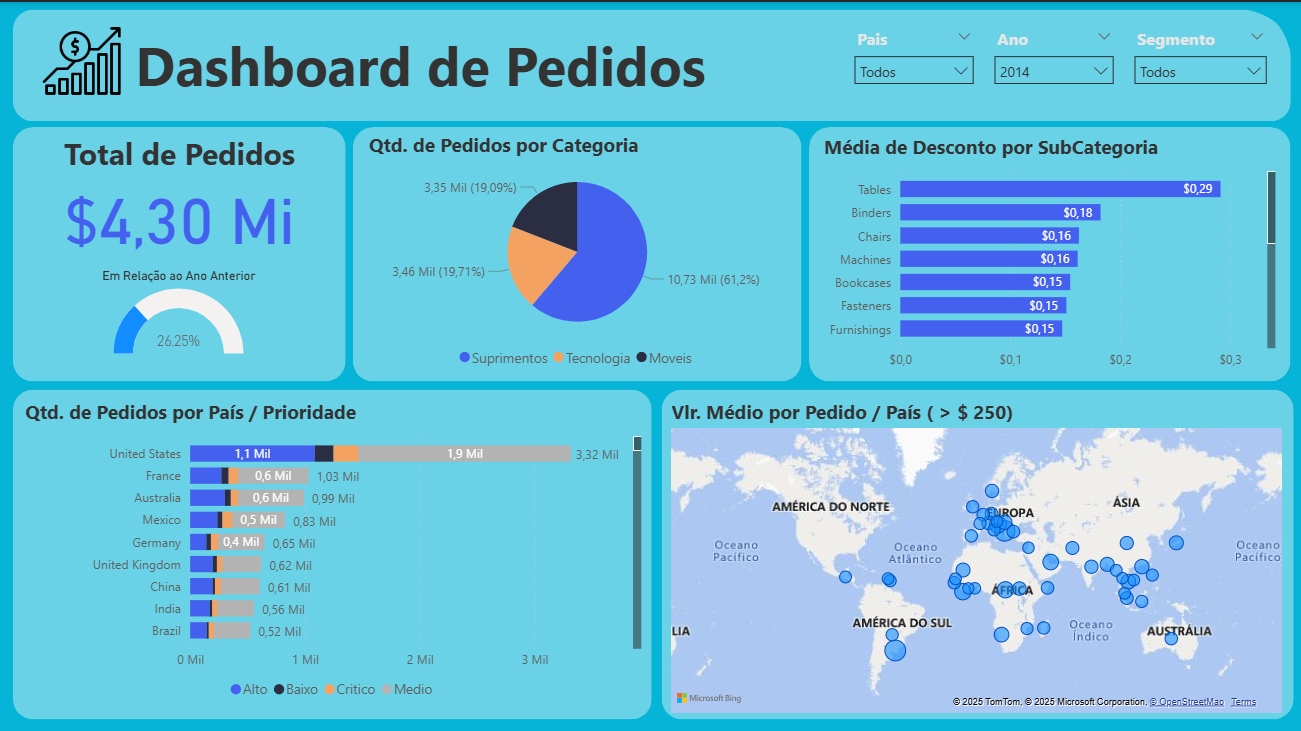 Dashboard de Pedidos
Pais
Todos
Ano
2014
Segmento
Todos
Total de Pedidos
$4,30 Mi
Em Relação ao Ano Anterior
26,25%
Qtd. de Pedidos por Categoria
3,35 Mil (19,09%)
3,46 Mil (19,71%)
10,73 Mil (61,2%)
Suprimentos Tecnologia Moveis
Média de Desconto por SubCategoria
Tables $0,29
Binders $0,18
Chairs $0,16
Machines $0,16
Bookcases $0,15
Fasteners $0,15
Furnishings $0,15
$0,0 $0,1 $0,2 $0,3
Qtd. de Pedidos por País / Prioridade
United States 1,1 Mil 1,9 Mil 3,32 Mil
France 0,6 Mil 1,03 Mil
Australia 0,6 Mil 0,99 Mil
Mexico 0,5 Mil 0,83 Mil
Germany 0,4 Mil 0,65 Mil
United Kingdom 0,62 Mil
China 0,61 Mil
India 0,56 Mil
Brazil 0,52 Mil
0 Mil 1 Mil 2 Mil 3 Mil
Alto Baixo Critico Medio
Vlr. Médio por Pedido / País ( > $ 250)
AMÉRICA DO NORTE
EUROPA
ÁSIA
Oceano
Pacífico
Oceano
Atlântico
Oceano
Pacífico
ÁFRICA
AMÉRICA DO SUL
Oceano
Índico
LIA
AUSTRÁLIA
Microsoft Bing
© 2025 TomTom, © 2025 Microsoft Corporation, © OpenStreetMap Terms